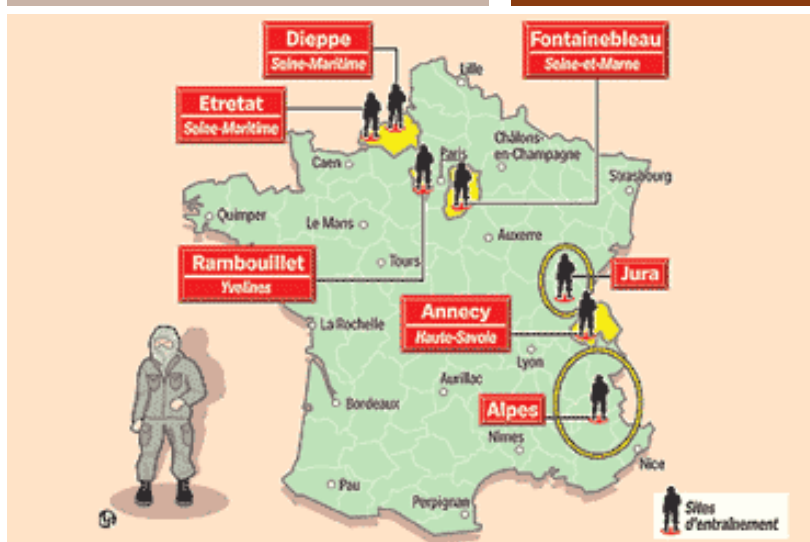 Dieppe
Seine-Maritime
Fontainebleau
Seine-et-Marne
Lille
Etretat
Seine-Maritime
Caen
Paris
Châlons-
en-Champagne
Strasbourg
Quimper
Le Mans
Auxerre
Rambouillet
Yvelines
Tours
Jura
Annecy
Haute-Savoie
La Rochelle
Lyon
Aurillac
Bordeaux
Alpes
Nîmes
Nice
Pau
Perpignan
Sites
d'entraînement